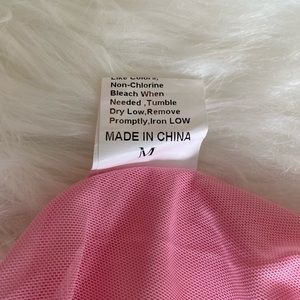 Like Colors,
Non-Chlorine
Bleach When
Needed ,Tumble
Dry Low,Remove
Promptly,Iron LOW
MADE IN CHINA
M